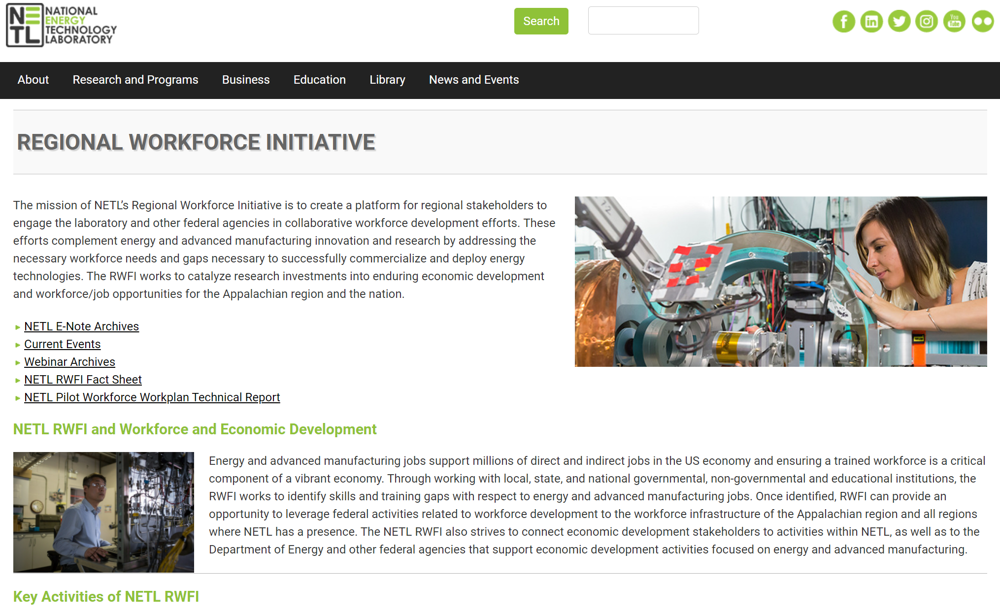 NETL NATIONAL ENERGY TECHNOLOGY LABORATORY
Search
About Research and Programs Business Education Library News and Events
REGIONAL WORKFORCE INITIATIVE
The mission of NETL’s Regional Workforce Initiative is to create a platform for regional stakeholders to
engage the laboratory and other federal agencies in collaborative workforce development efforts. These
efforts complement energy and advanced manufacturing innovation and research by addressing the
necessary workforce needs and gaps necessary to successfully commercialize and deploy energy
technologies. The RWFI works to catalyze research investments into enduring economic development
and workforce/job opportunities for the Appalachian region and the nation.
NETL E-Note Archives
Current Events
Webinar Archives
NETL RWFI Fact Sheet
NETL Pilot Workforce Workplan Technical Report
NETL RWFI and Workforce and Economic Development
Energy and advanced manufacturing jobs support millions of direct and indirect jobs in the US economy and ensuring a trained workforce is a critical
component of a vibrant economy. Through working with local, state, and national governmental, non-governmental and educational institutions, the
RWFI works to identify skills and training gaps with respect to energy and advanced manufacturing jobs. Once identified, RWFI can provide an
opportunity to leverage federal activities related to workforce development to the workforce infrastructure of the Appalachian region and all regions
where NETL has a presence. The NETL RWFI also strives to connect economic development stakeholders to activities within NETL, as well as to the
Department of Energy and other federal agencies that support economic development activities focused on energy and advanced manufacturing.
Key Activities of NETL RWFI